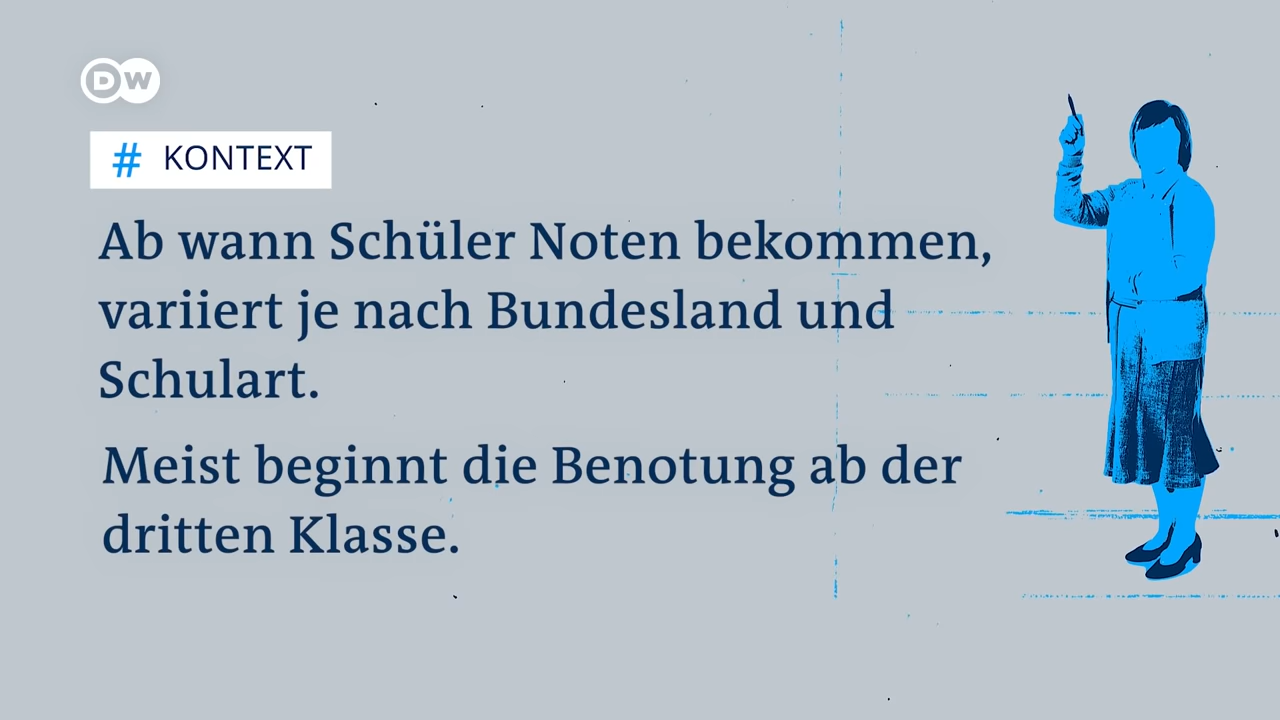 DW
# KONTEXT
Ab wann Schüler Noten bekommen,
variiert je nach Bundesland und
Schulart.
Meist beginnt die Benotung ab der
dritten Klasse.